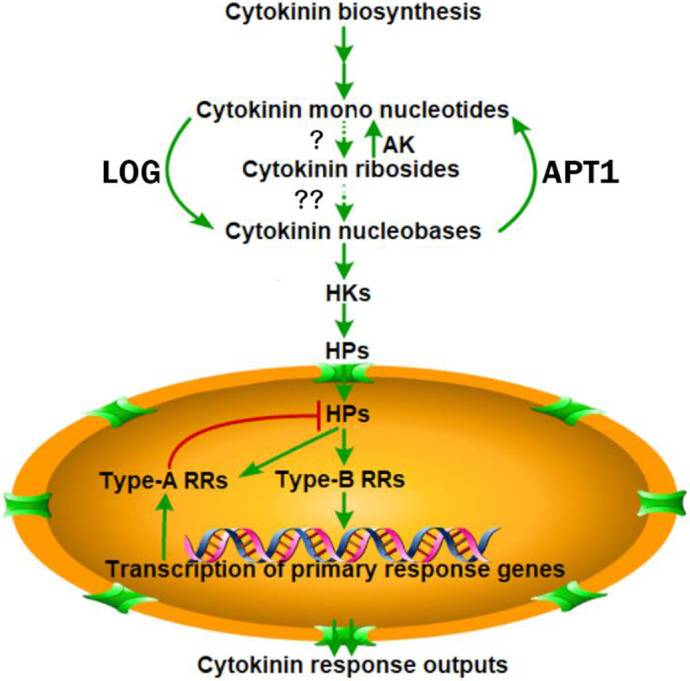 Cytokinin biosynthesis
Cytokinin mono nucleotides
? AK
Cytokinin ribosides
LOG APT1
??
Cytokinin nucleobases
HKs
HPs
HPs
Type-A RRs Type-B RRs
Transcription of primary response genes
Cytokinin response outputs